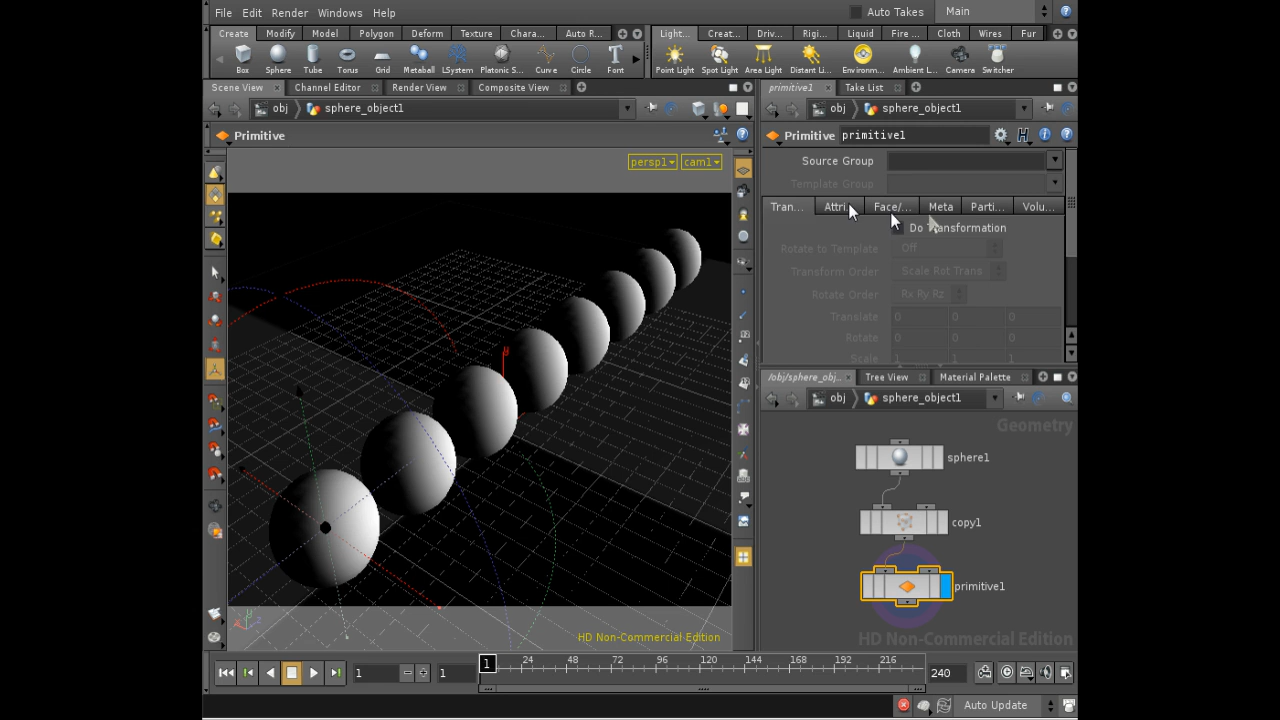 File Edit Render Windows Help Auto Takes Main
Create Modify Model Polygon Deform Texture Chara... Auto R... Light... Creat... Driv... Rigi... Liquid Fire ... Cloth Wires Fur
Box Sphere Tube Torus Grid Metaball LSystem Platonic S... Curve Circle Font Point Light Spot Light Area Light Distant Li... Environm... Ambient L... Camera Switcher
Scene View Channel Editor Render View Composite View primitive1 Take List
obj sphere_object1 obj sphere_object1
Primitive Primitive primitive1
persp1 cam1 Source Group
Template Group
Tran... Attri... Face/... Meta Parti... Volu...
Rotate to Template Off
Transform Order Scale Rot Trans
Rotate Order Rx Ry Rz
Translate 0 0 0
Rotate 0 0 0
Scale 1 1 1
y
/obj/sphere_obj... Tree View Material Palette
obj sphere_object1
Geometry
sphere1
copy1
primitive1
HD Non-Commercial Edition HD Non-Commercial Edition
1 1 1 24 48 72 96 120 144 168 192 216 240
Auto Update